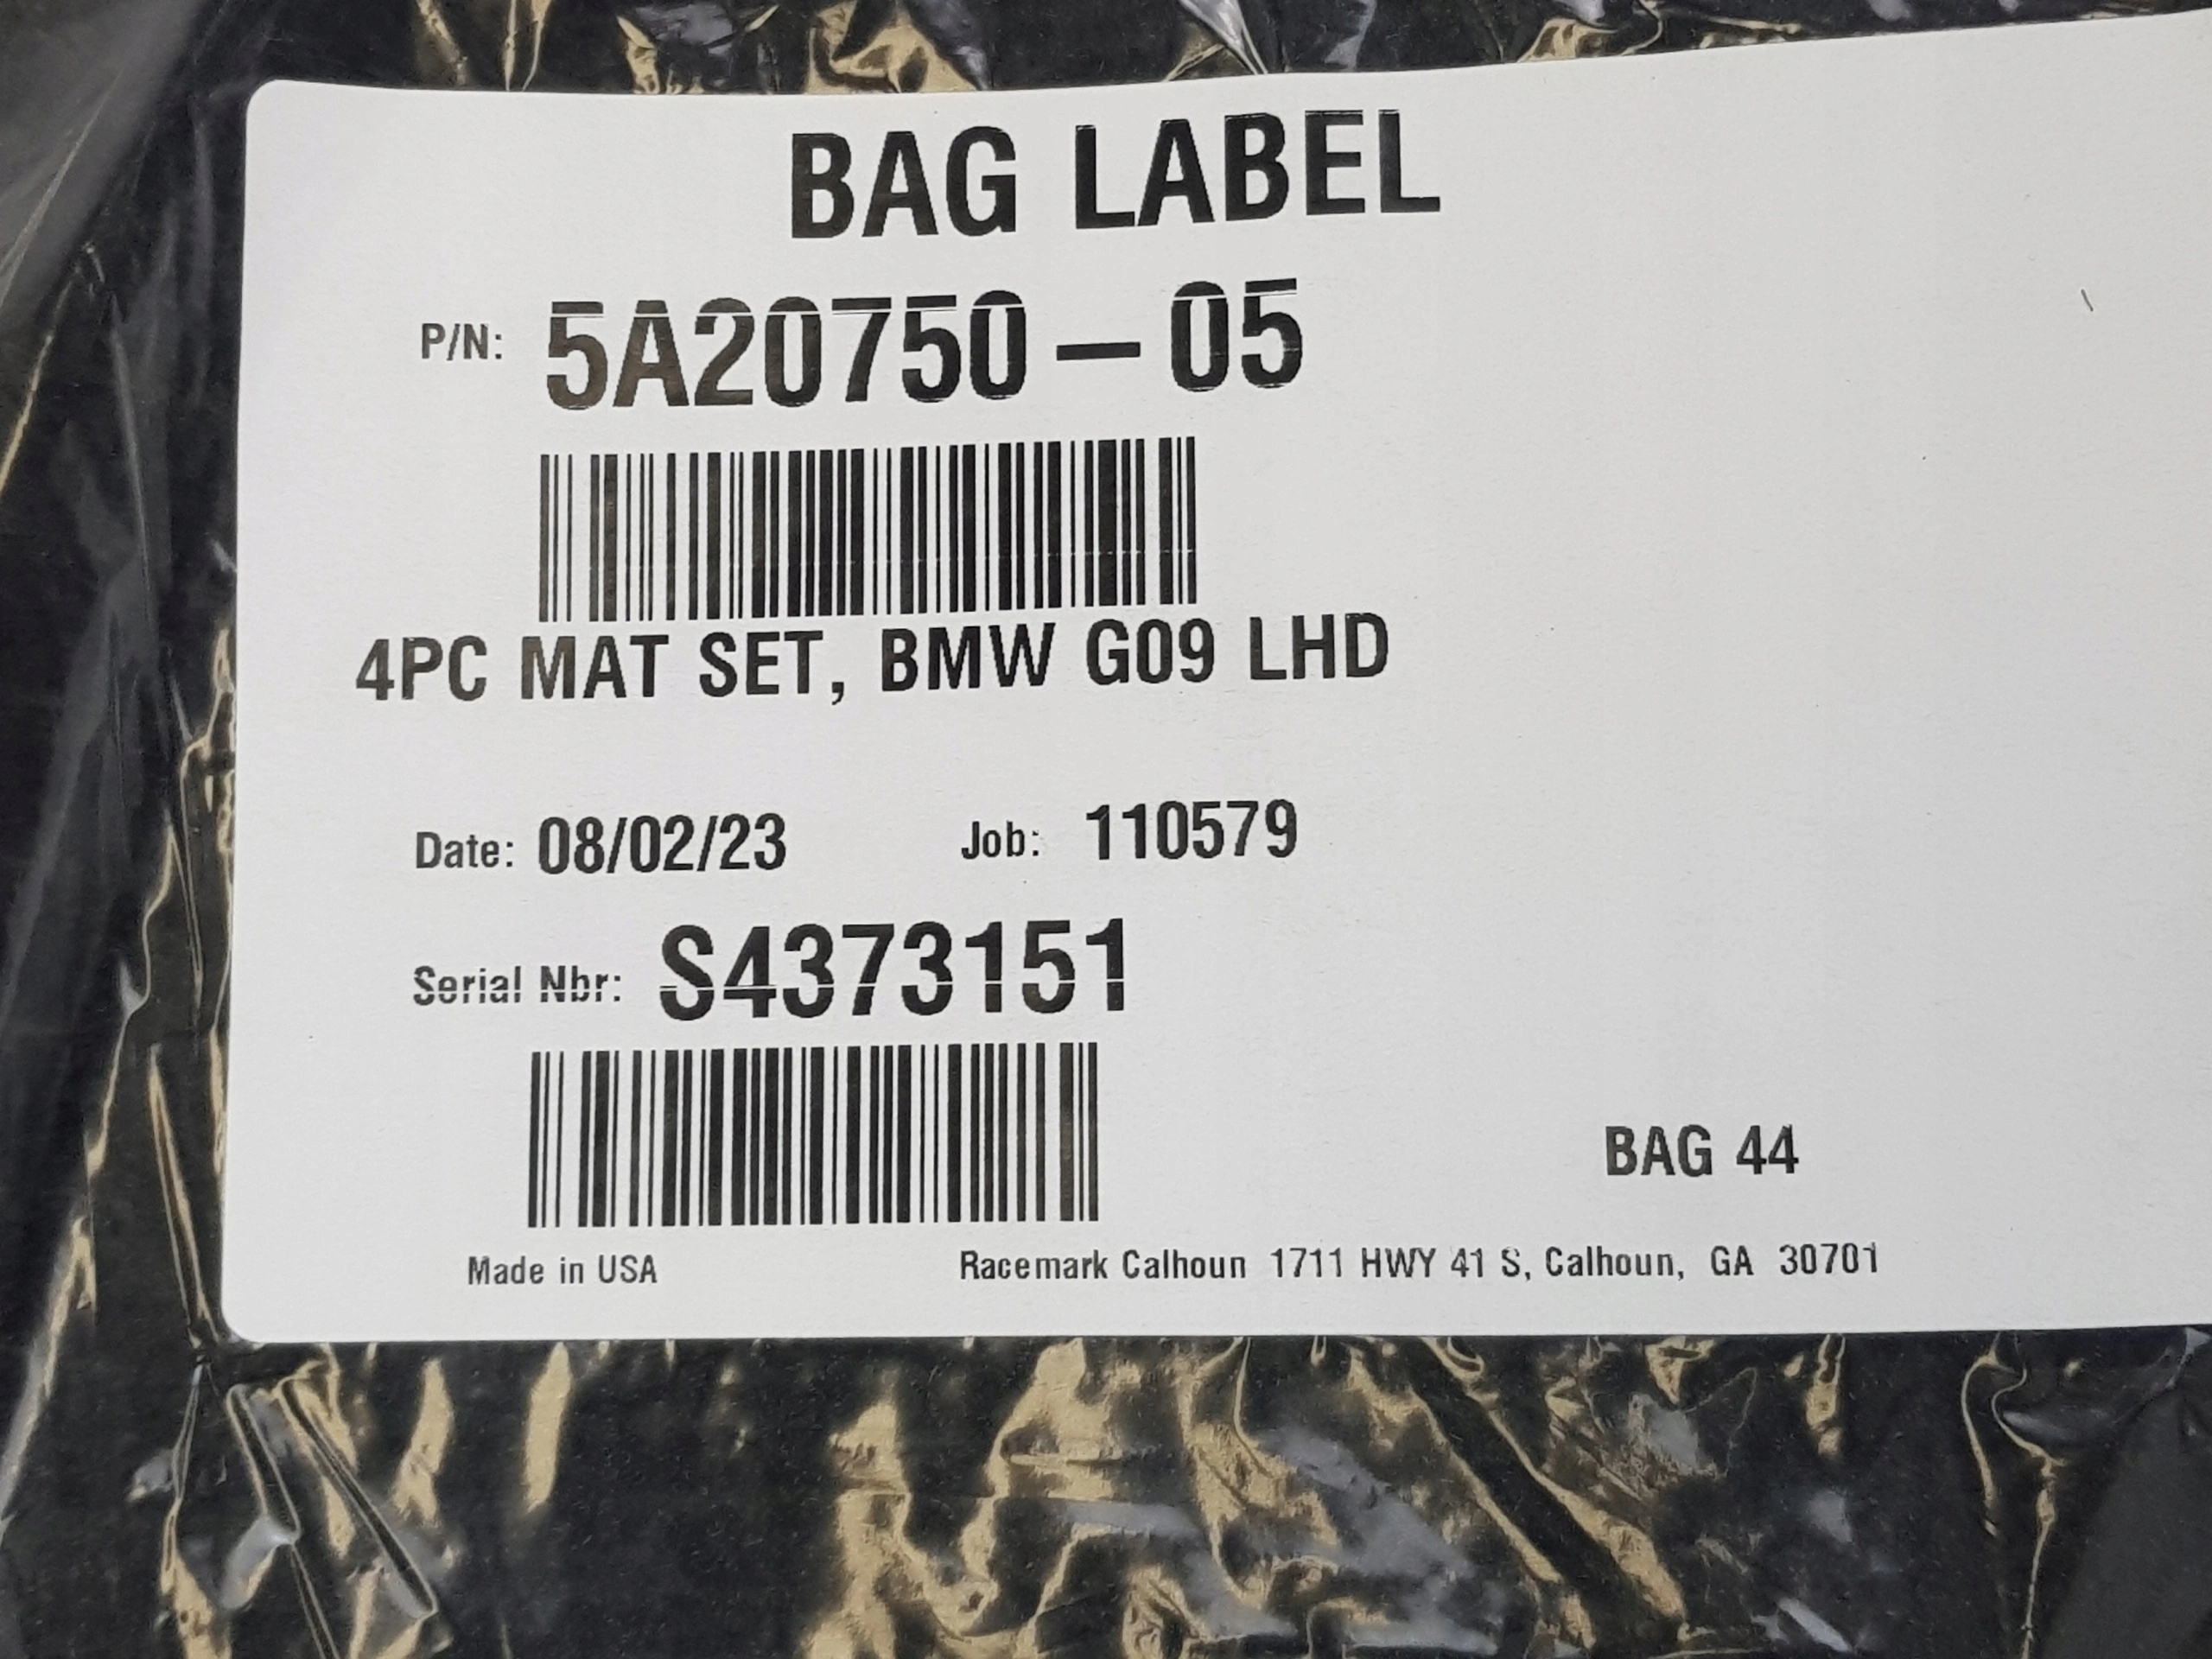 BAG LABEL
P/N: 5A20750-05
4PC MAT SET, BMW G09 LHD
Date: 08/02/23 Job: 110579
Serial Nbr: S4373151
BAG 44
Made in USA Racemark Calhoun 1711 HWY 41 S, Calhoun, GA 30701